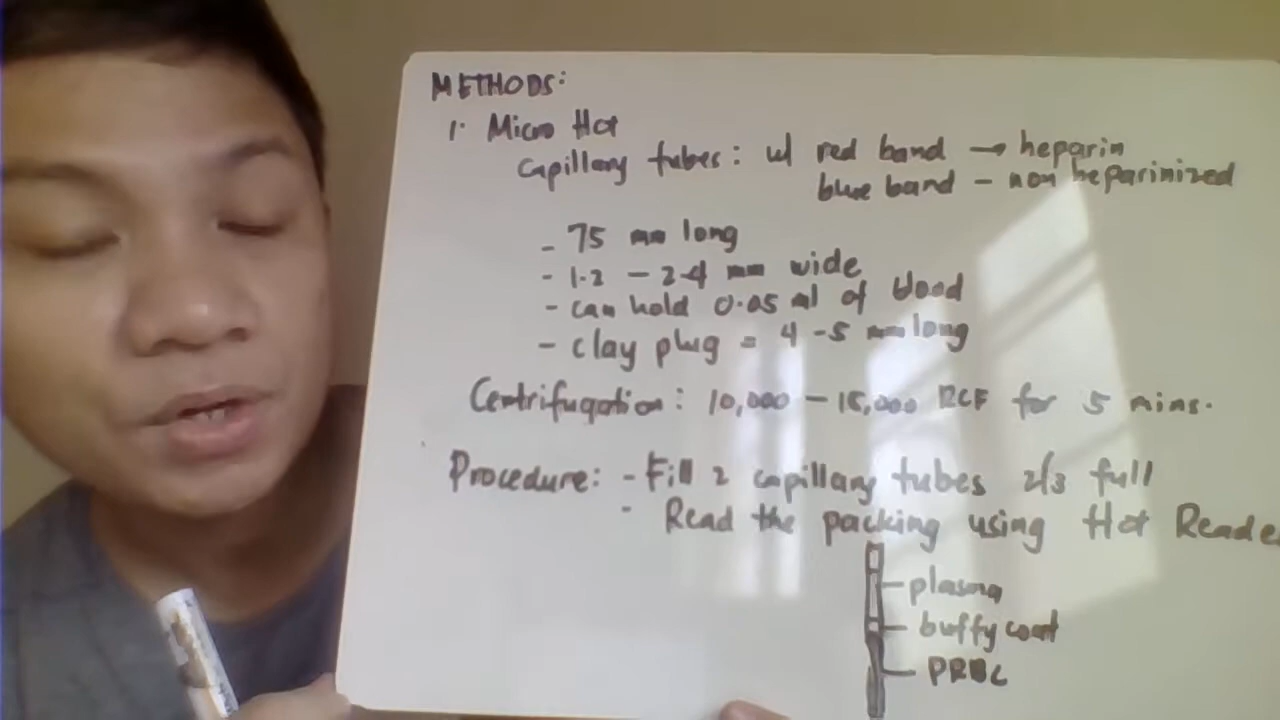 METHODS:
1. Micro Hct
Capillary tubes: w/ red band → heparin
blue band - non heparinized
- 75 mm long
- 1.2 - 2.4 mm wide
- can hold 0.05 ml of blood
- clay plug = 4-5 mm long
Centrifugation: 10,000 - 15,000 RCF for 5 mins.
Procedure: - Fill 2 capillary tubes 2/3 full
- Read the packing using Hct Reade
plasma
buffy coat
PRBC